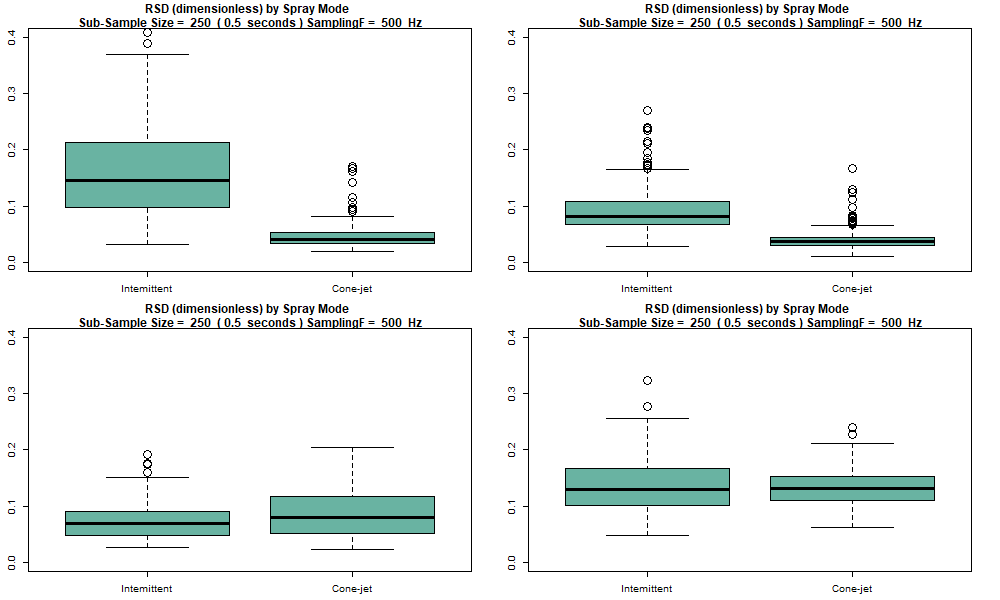 RSD (dimensionless) by Spray Mode
Sub-Sample Size = 250 ( 0.5 seconds ) SamplingF = 500 Hz
0.4
0.3
0.2
0.1
0.0
Intemittent Cone-jet
RSD (dimensionless) by Spray Mode
Sub-Sample Size = 250 ( 0.5 seconds ) SamplingF = 500 Hz
0.4
0.3
0.2
0.1
0.0
Intemittent Cone-jet
RSD (dimensionless) by Spray Mode
Sub-Sample Size = 250 ( 0.5 seconds ) SamplingF = 500 Hz
0.4
0.3
0.2
0.1
0.0
Intemittent Cone-jet
RSD (dimensionless) by Spray Mode
Sub-Sample Size = 250 ( 0.5 seconds ) SamplingF = 500 Hz
0.4
0.3
0.2
0.1
0.0
Intemittent Cone-jet